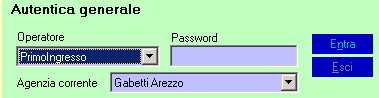 Autentica generale
Operatore Password
PrimoIngresso Entra
Esci
Agenzia corrente Gabetti Arezzo